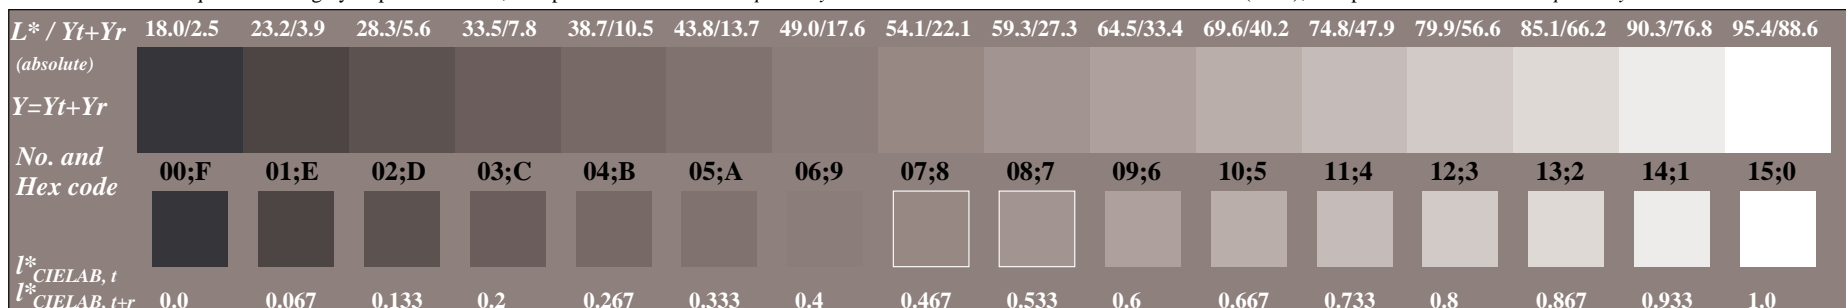 L* / Yt+Yr 18.0/2.5 23.2/3.9 28.3/5.6 33.5/7.8 38.7/10.5 43.8/13.7 49.0/17.6 54.1/22.1 59.3/27.3 64.5/33.4 69.6/40.2 74.8/47.9 79.9/56.6 85.1/66.2 90.3/76.8 95.4/88.6
(absolute)
Y=Yt+Yr
No. and
Hex code
00;F 01;E 02;D 03;C 04;B 05;A 06;9 07;8 08;7 09;6 10;5 11;4 12;3 13;2 14;1 15;0
l*CIELAB, t
l*CIELAB, t+r 0.0 0.067 0.133 0.2 0.267 0.333 0.4 0.467 0.533 0.6 0.667 0.733 0.8 0.867 0.933 1.0